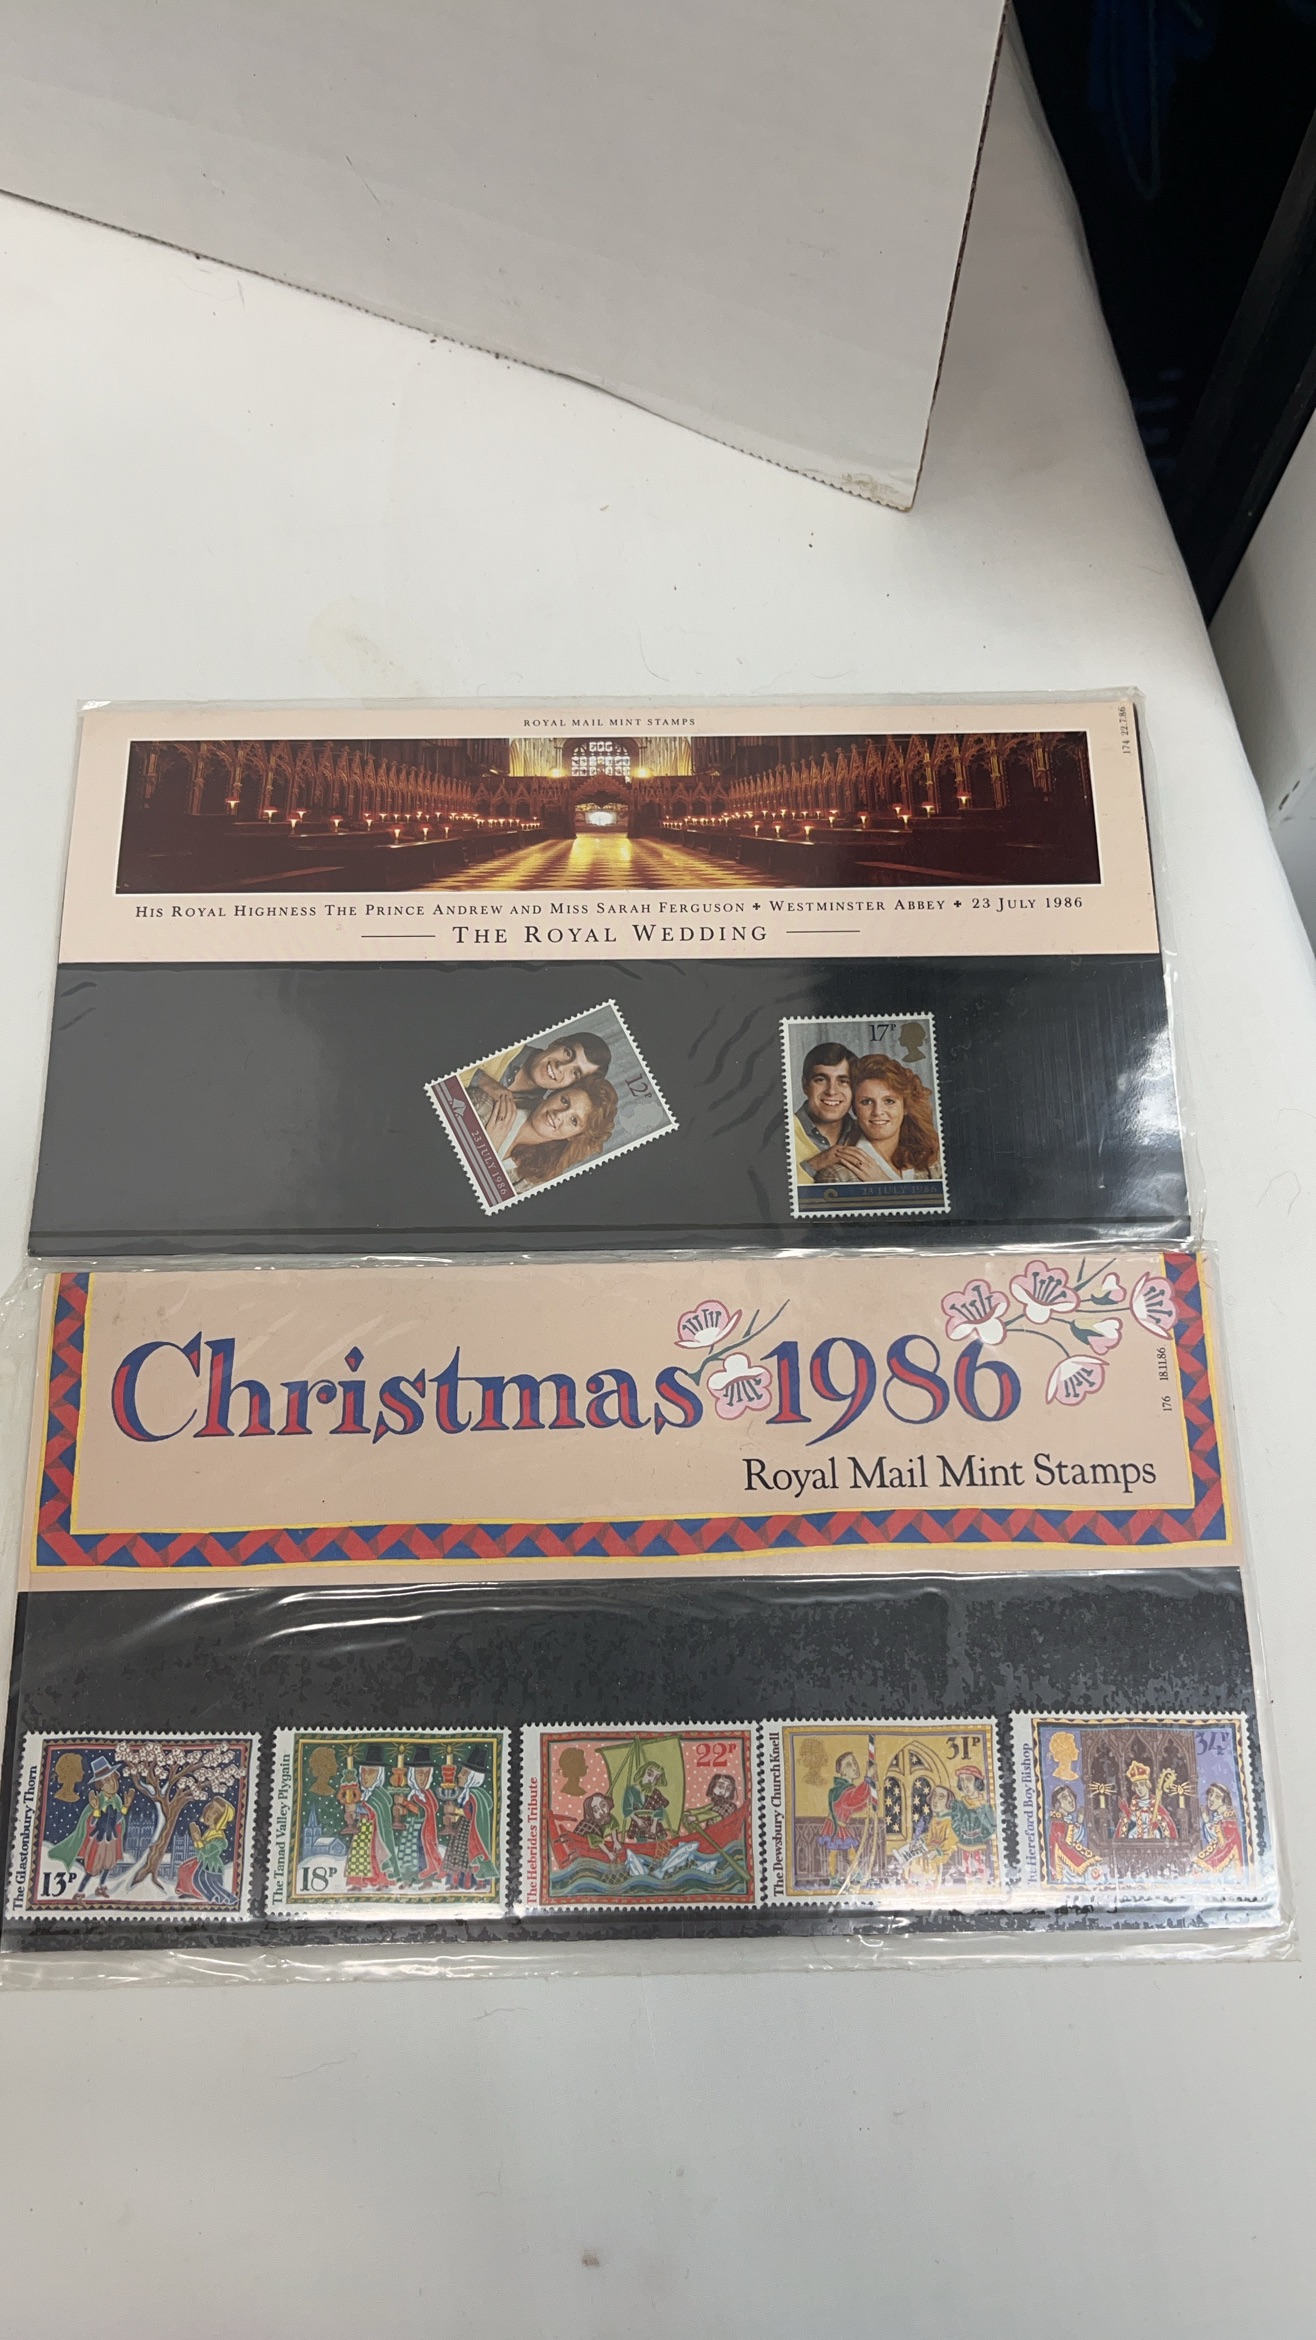 ROYAL MAIL MINT STAMPS
174 22.7.86
HIS ROYAL HIGHNESS THE PRINCE ANDREW AND MISS SARAH FERGUSON + WESTMINSTER ABBEY + 23 JULY 1986
THE ROYAL WEDDING
12P
23 JULY 1986
17P
23 JULY 1986
Christmas 1986
176 18.11.86
Royal Mail Mint Stamps
The Glastonbury Thorn
13P
The Tanad Valley Plygain
18P
The Hebrides Tribute
22P
The Dewsbury Church Knell
31P
Hereford Boy Bishop
34P